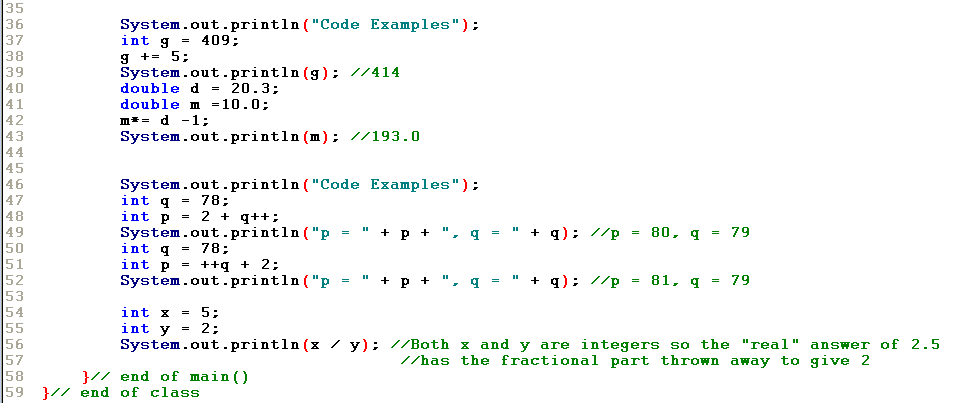 35
36 System.out.println("Code Examples");
37 int g = 409;
38 g += 5;
39 System.out.println(g); //414
40 double d = 20.3;
41 double m =10.0;
42 m*= d -1;
43 System.out.println(m); //193.0
44
45
46 System.out.println("Code Examples");
47 int q = 78;
48 int p = 2 + q++;
49 System.out.println("p = " + p + ", q = " + q); //p = 80, q = 79
50 int q = 78;
51 int p = ++q + 2;
52 System.out.println("p = " + p + ", q = " + q); //p = 81, q = 79
53
54 int x = 5;
55 int y = 2;
56 System.out.println(x / y); //Both x and y are integers so the "real" answer of 2.5
57 //has the fractional part thrown away to give 2
58 }// end of main()
59 }// end of class